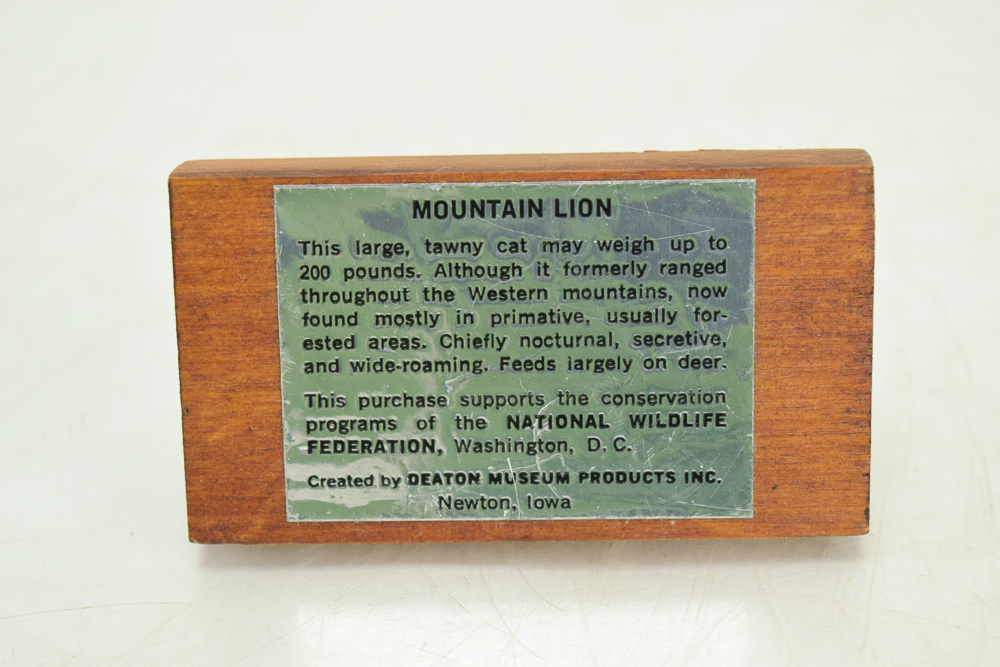 MOUNTAIN LION
This large, tawny cat may weigh up to
200 pounds. Although it formerly ranged
throughout the Western mountains, now
found mostly in primative, usually for-
ested areas. Chiefly nocturnal, secretive,
and wide-roaming. Feeds largely on deer.
This purchase supports the conservation
programs of the NATIONAL WILDLIFE
FEDERATION, Washington, D. C.
Created by DEATON MUSEUM PRODUCTS INC.
Newton, Iowa